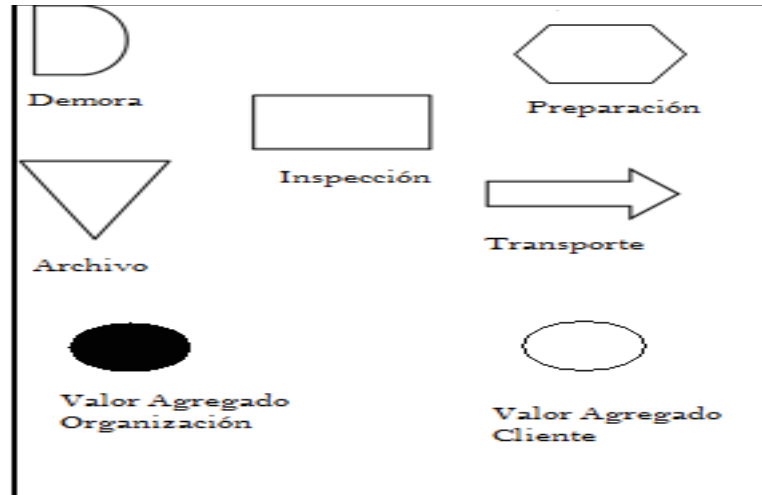 Demora
Preparación
Inspección
Archivo
Transporte
Valor Agregado
Organización
Valor Agregado
Cliente